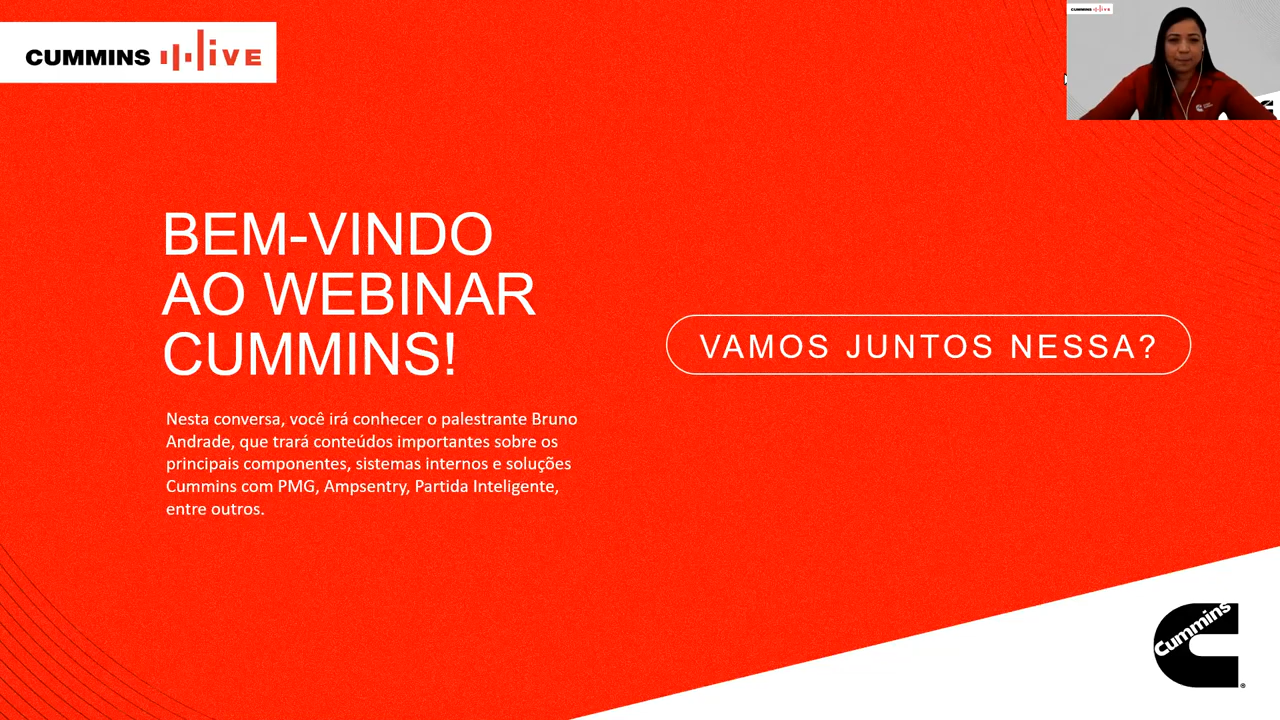 CUMMINS LIVE
BEM-VINDO
AO WEBINAR
CUMMINS!
VAMOS JUNTOS NESSA?
Nesta conversa, você irá conhecer o palestrante Bruno
Andrade, que trará conteúdos importantes sobre os
principais componentes, sistemas internos e soluções
Cummins com PMG, Ampsentry, Partida Inteligente,
entre outros.
Cummins
CUMMINS LIVE